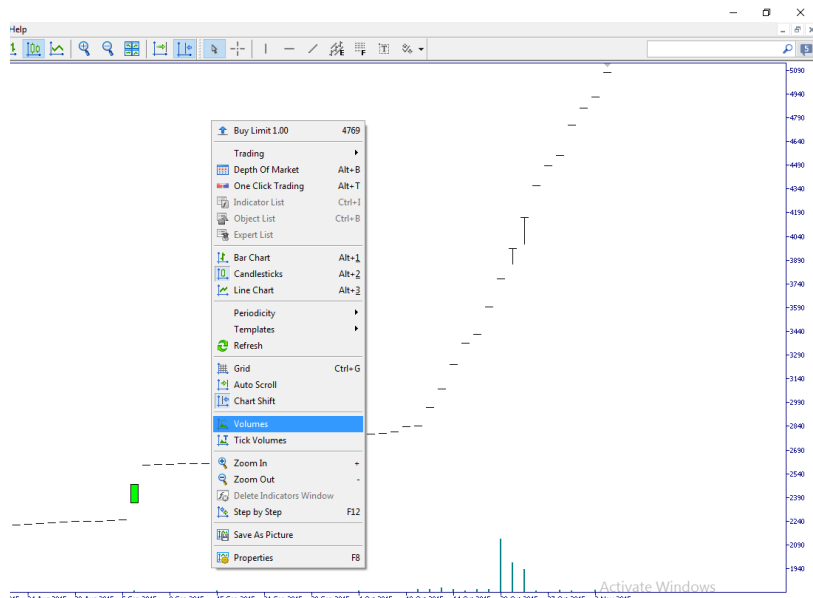 Help
5
Buy Limit 1.00 4769
Trading
Depth Of Market Alt+B
One Click Trading Alt+T
Indicator List Ctrl+I
Object List Ctrl+B
Expert List
Bar Chart Alt+1
Candlesticks Alt+2
Line Chart Alt+3
Periodicity
Templates
Refresh
Grid Ctrl+G
Auto Scroll
Chart Shift
Volumes
Tick Volumes
Zoom In +
Zoom Out -
Delete Indicators Window
Step by Step F12
Save As Picture
Properties F8
5090
4940
4790
4640
4490
4340
4190
4040
3890
3740
3590
3440
3290
3140
2990
2840
2690
2540
2390
2240
2090
1940
Activate Windows